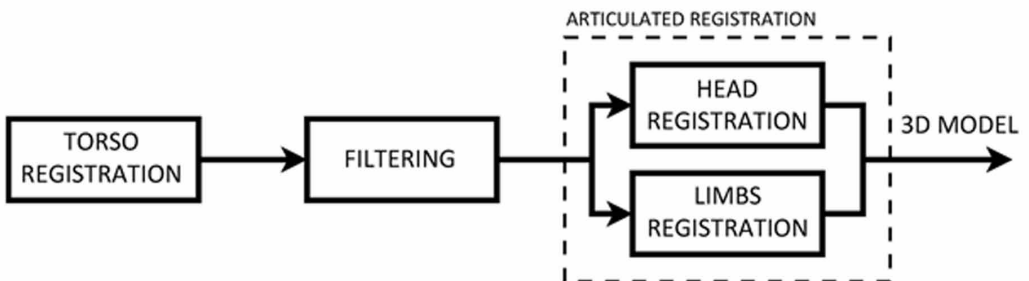 ARTICULATED REGISTRATION
TORSO
REGISTRATION
FILTERING
HEAD
REGISTRATION
LIMBS
REGISTRATION
3D MODEL